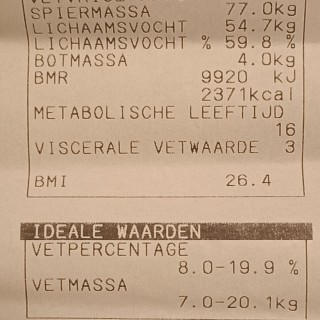 SPIERMASSA 77.0kg
LICHAAMSVOCHT 54.7kg
LICHAAMSVOCHT % 59.8 %
BOTMASSA 4.0kg
BMR 9920 kJ
2371kcal
METABOLISCHE LEEFTIJD
16
VISCERALE VETWAARDE 3
BMI 26.4
IDEALE WAARDEN
VETPERCENTAGE
8.0-19.9 %
VETMASSA
7.0-20.1kg